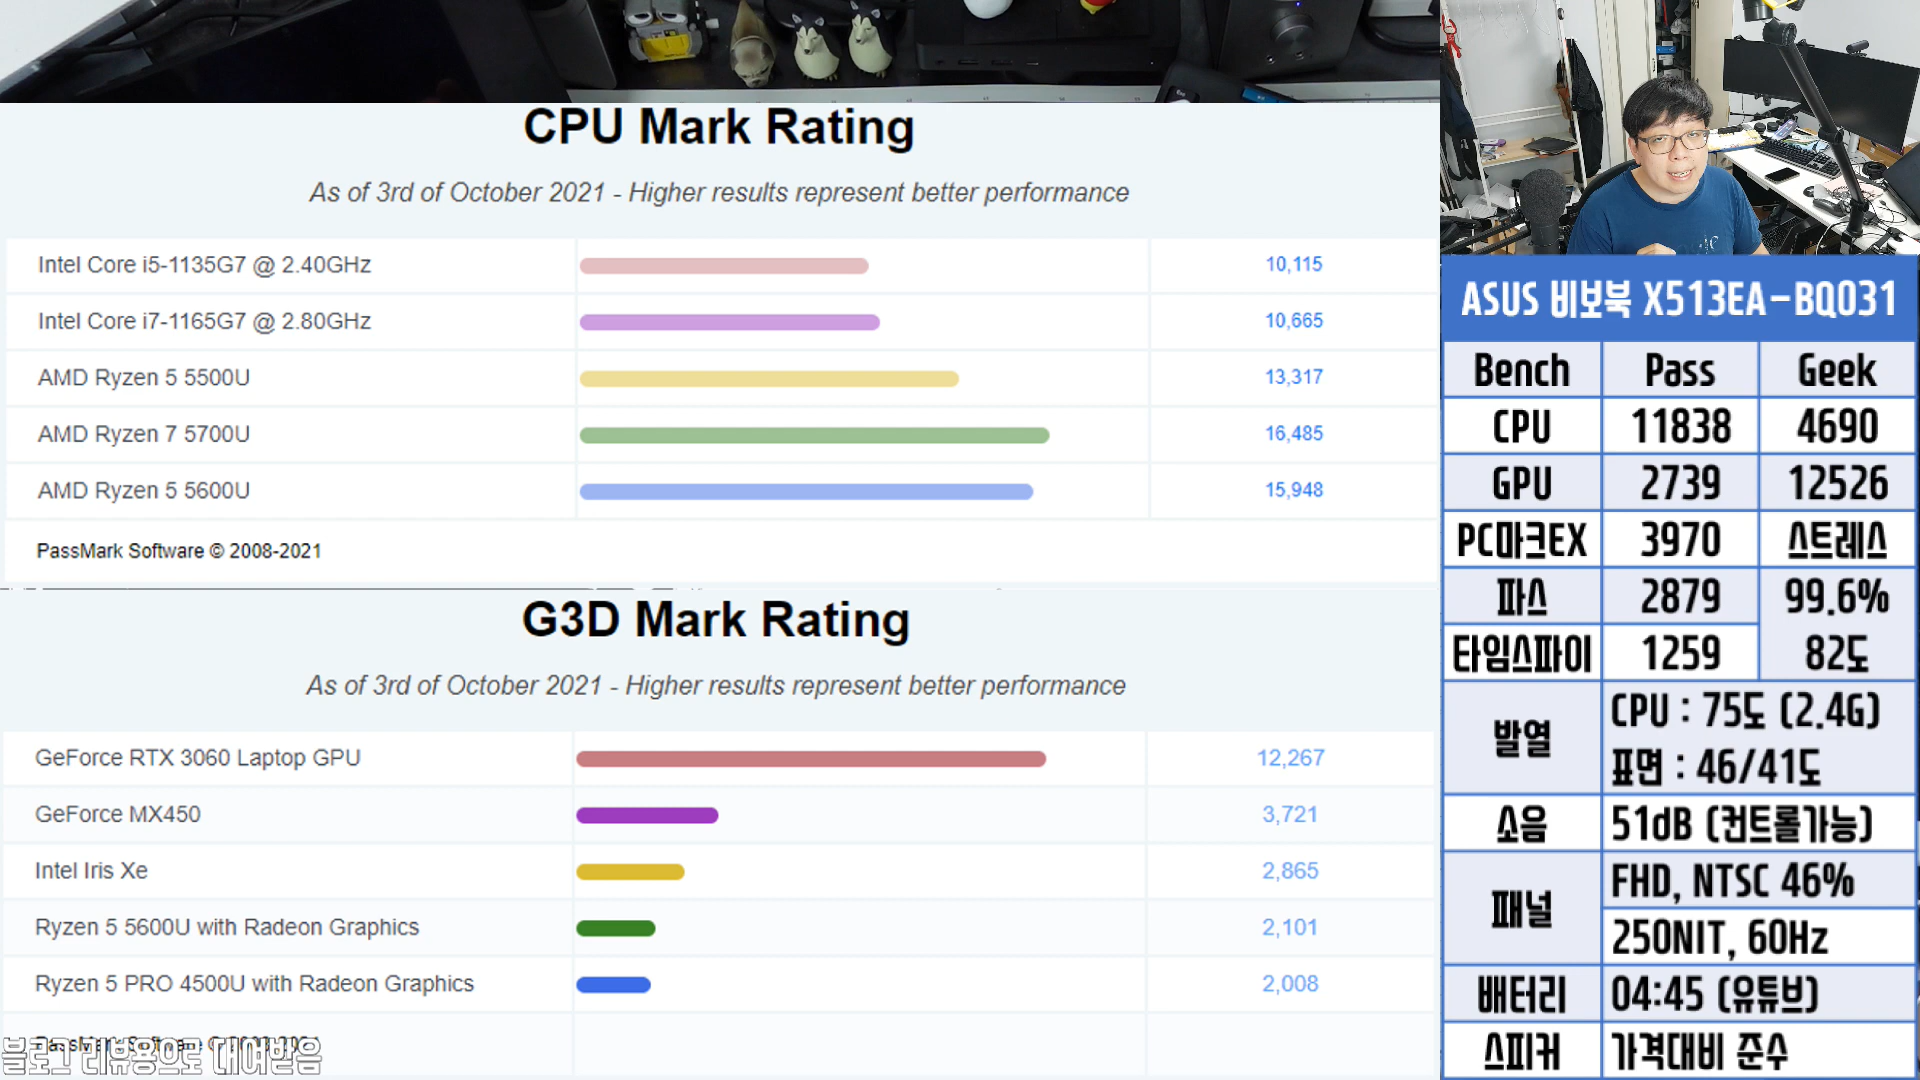 CPU Mark Rating
As of 3rd of October 2021 - Higher results represent better performance
Intel Core i5-1135G7 @ 2.40GHz 10,115
Intel Core i7-1165G7 @ 2.80GHz 10,665
AMD Ryzen 5 5500U 13,317
AMD Ryzen 7 5700U 16,485
AMD Ryzen 5 5600U 15,948
PassMark Software © 2008-2021
G3D Mark Rating
As of 3rd of October 2021 - Higher results represent better performance
GeForce RTX 3060 Laptop GPU 12,267
GeForce MX450 3,721
Intel Iris Xe 2,865
Ryzen 5 5600U with Radeon Graphics 2,101
Ryzen 5 PRO 4500U with Radeon Graphics 2,008
PassMark Software © 2008-2021
블로그 리뷰용으로 대여받음
ASUS 비보북 X513EA-BQ031
Bench Pass Geek
CPU 11838 4690
GPU 2739 12526
PC마크EX 3970 스트레스
파스 2879 99.6%
타임스파이 1259 82도
발열 CPU : 75도 (2.4G)
표면 : 46/41도
소음 51dB (컨트롤가능)
패널 FHD, NTSC 46%
250NIT, 60Hz
배터리 04:45 (유튜브)
스피커 가격대비 준수